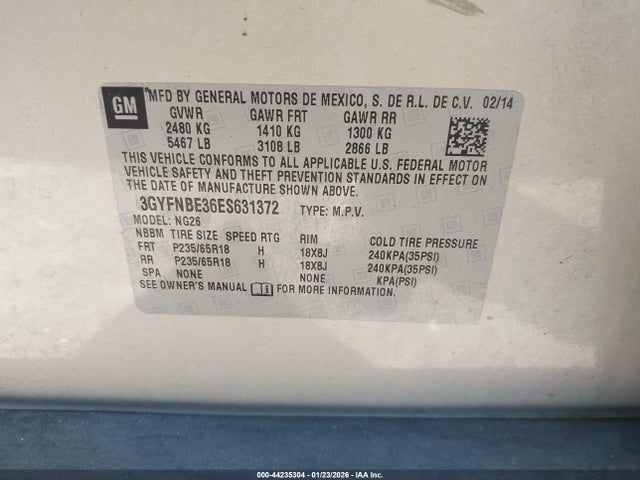 GM
*MFD BY GENERAL MOTORS DE MEXICO, S. DE R.L. DE C.V. 02/14
GVWR GAWR FRT GAWR RR
2480 KG 1410 KG 1300 KG
5467 LB 3108 LB 2866 LB
THIS VEHICLE CONFORMS TO ALL APPLICABLE U.S. FEDERAL MOTOR
VEHICLE SAFETY AND THEFT PREVENTION STANDARDS IN EFFECT ON
THE DATE OF MANUFACTURE SHOWN ABOVE.
3GYFNBE36ES631372 TYPE: M.P.V.
MODEL: NG26
NBBM TIRE SIZE SPEED RTG RIM COLD TIRE PRESSURE
FRT P235/65R18 H 18X8J 240KPA(35PSI)
RR P235/65R18 H 18X8J 240KPA(35PSI)
SPA NONE NONE KPA(PSI)
SEE OWNER'S MANUAL FOR MORE INFORMATION.
000-44235304 - 01/23/2026 - IAA Inc.